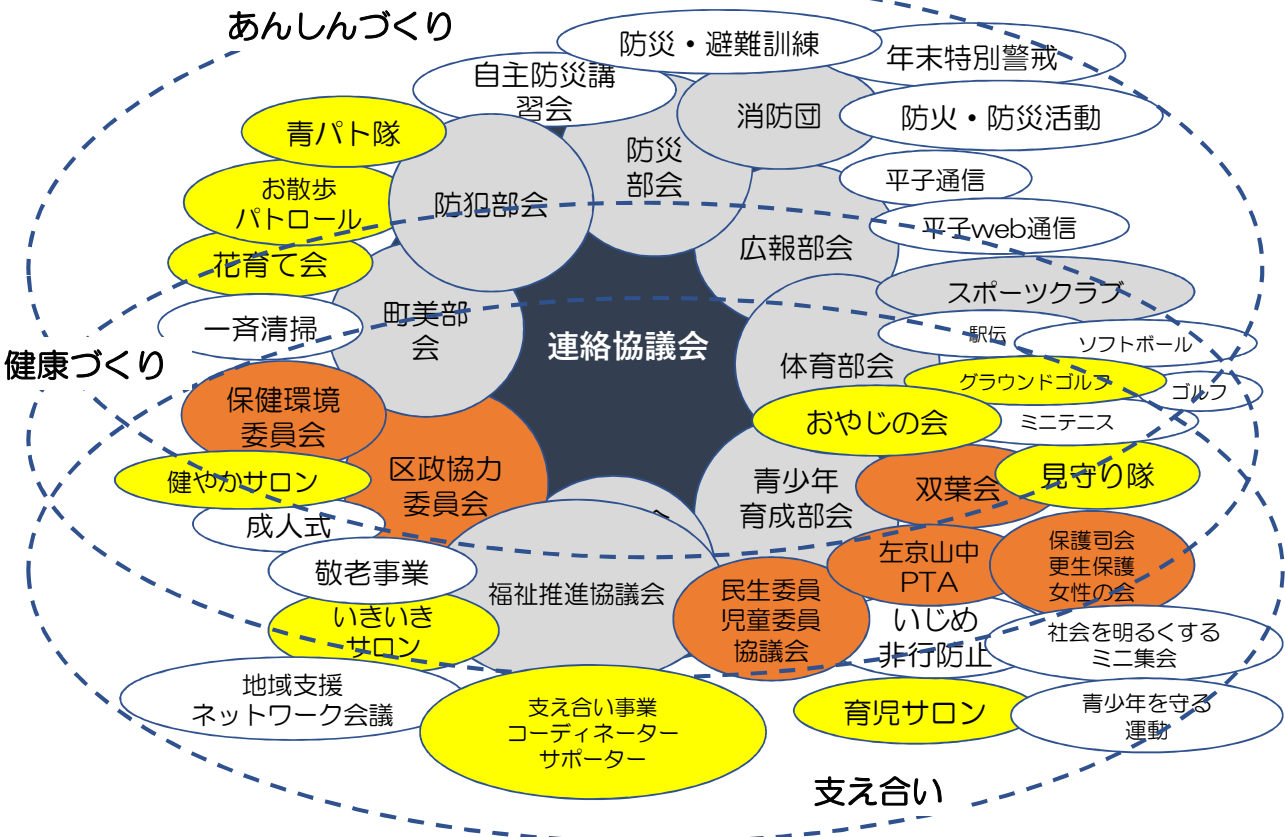 あんしんづくり
防災・避難訓練
年末特別警戒
自主防災講
習会
消防団
防火・防災活動
青パト隊
防災
部会
お散歩
パトロール
防犯部会
平子通信
平子web通信
広報部会
花育て会
スポーツクラブ
一斉清掃
町美部
会
連絡協議会
駅伝
ソフトボール
健康づくり
体育部会
グラウンドゴルフ
ゴルフ
保健環境
委員会
おやじの会
ミニテニス
健やかサロン
区政協力
委員会
青少年
育成部会
双葉会
見守り隊
成人式
敬老事業
福祉推進協議会
民生委員
児童委員
協議会
左京山中
PTA
保護司会
更生保護
女性の会
いきいき
サロン
いじめ
非行防止
社会を明るくする
ミニ集会
地域支援
ネットワーク会議
支え合い事業
コーディネーター
サポーター
育児サロン
青少年を守る
運動
支え合い